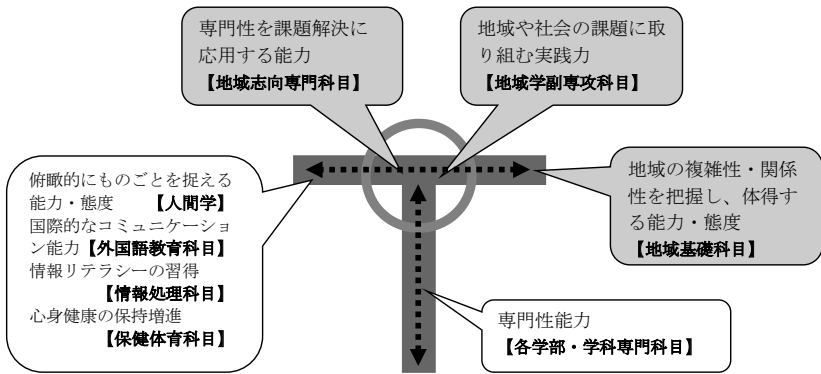 専門性を課題解決に
応用する能力
【地域志向専門科目】
地域や社会の課題に取
り組む実践力
【地域学副専攻科目】
俯瞰的にものごとを捉える
能力・態度　【人間学】
国際的なコミュニケーショ
ン能力【外国語教育科目】
情報リテラシーの習得
【情報処理科目】
心身健康の保持増進
【保健体育科目】
地域の複雑性・関係
性を把握し、体得す
る能力・態度
【地域基礎科目】
専門性能力
【各学部・学科専門科目】